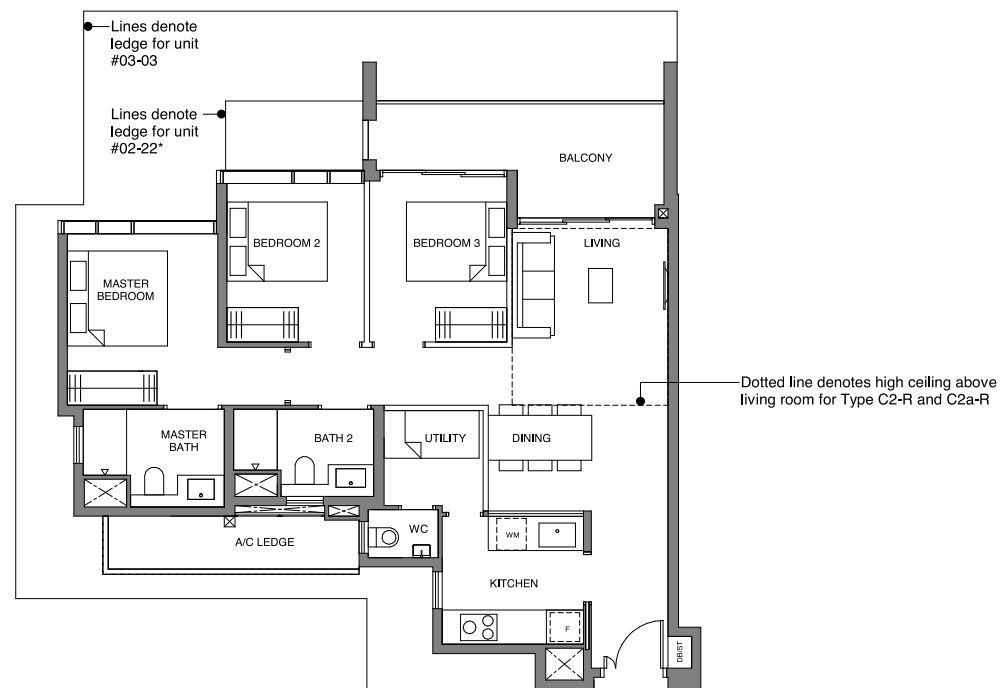 Lines denote
ledge for unit
#03-03
Lines denote
ledge for unit
#02-22*
BALCONY
BEDROOM 2
BEDROOM 3
LIVING
MASTER
BEDROOM
Dotted line denotes high ceiling above
living room for Type C2-R and C2a-R
MASTER
BATH
BATH 2
UTILITY
DINING
WC
WM
A/C LEDGE
KITCHEN
F
DB/ST